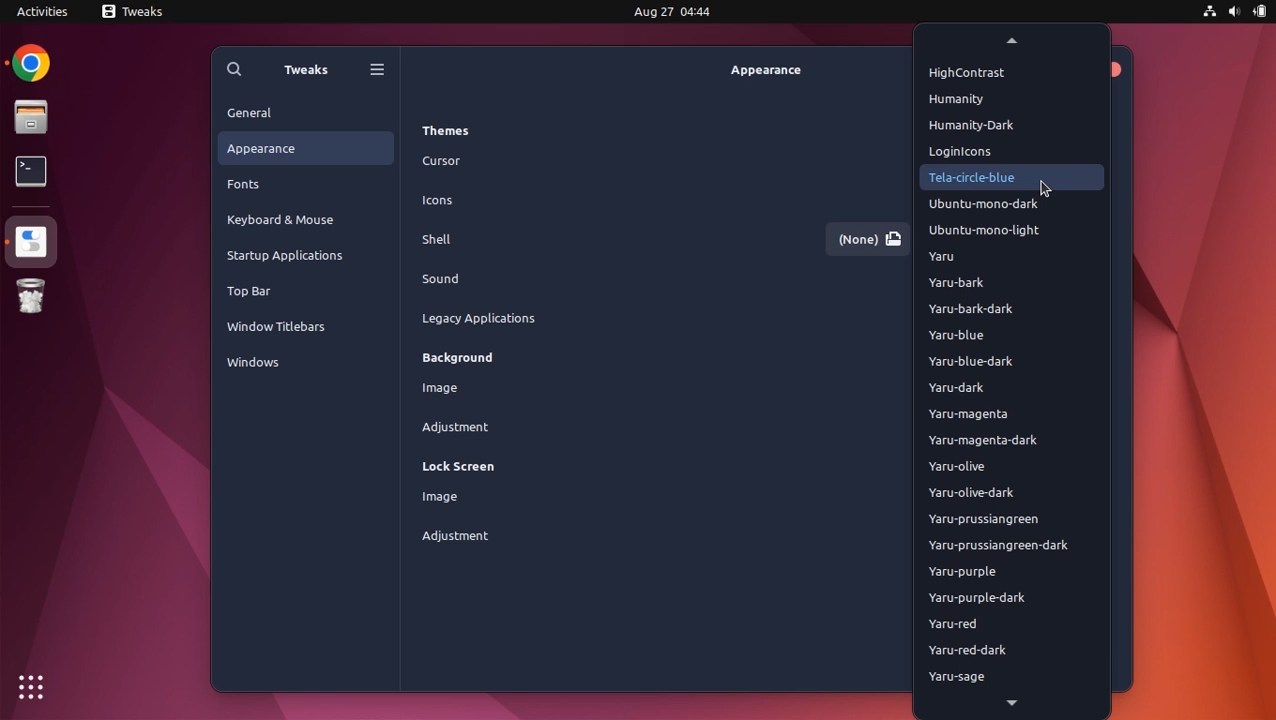 Activities Tweaks Aug 27 04:44
Tweaks
Appearance
General
Appearance
Fonts
Keyboard & Mouse
Startup Applications
Top Bar
Window Titlebars
Windows
Themes
Cursor
Icons
Shell
(None)
Sound
Legacy Applications
Background
Image
Adjustment
Lock Screen
Image
Adjustment
HighContrast
Humanity
Humanity-Dark
LoginIcons
Tela-circle-blue
Ubuntu-mono-dark
Ubuntu-mono-light
Yaru
Yaru-bark
Yaru-bark-dark
Yaru-blue
Yaru-blue-dark
Yaru-dark
Yaru-magenta
Yaru-magenta-dark
Yaru-olive
Yaru-olive-dark
Yaru-prussiangreen
Yaru-prussiangreen-dark
Yaru-purple
Yaru-purple-dark
Yaru-red
Yaru-red-dark
Yaru-sage